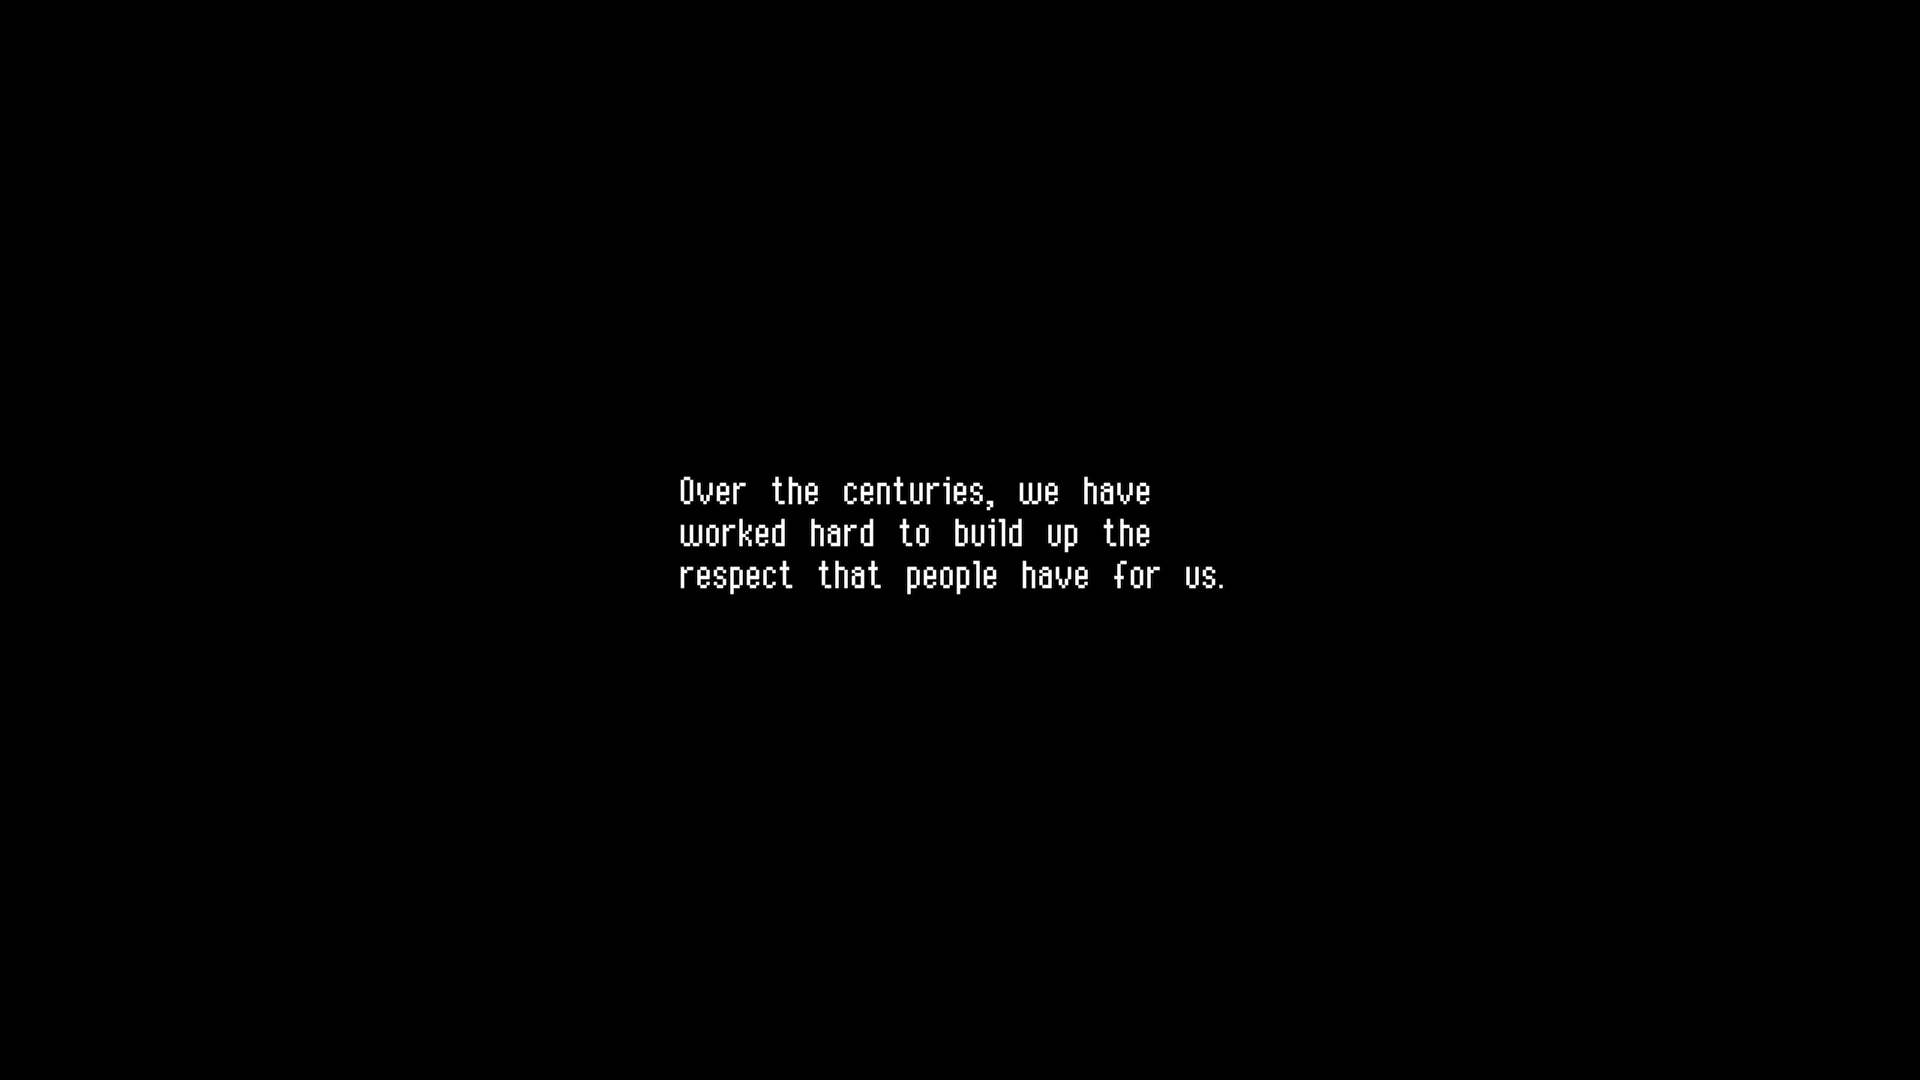 Over the centuries, we have
worked hard to build up the
respect that people have for us.